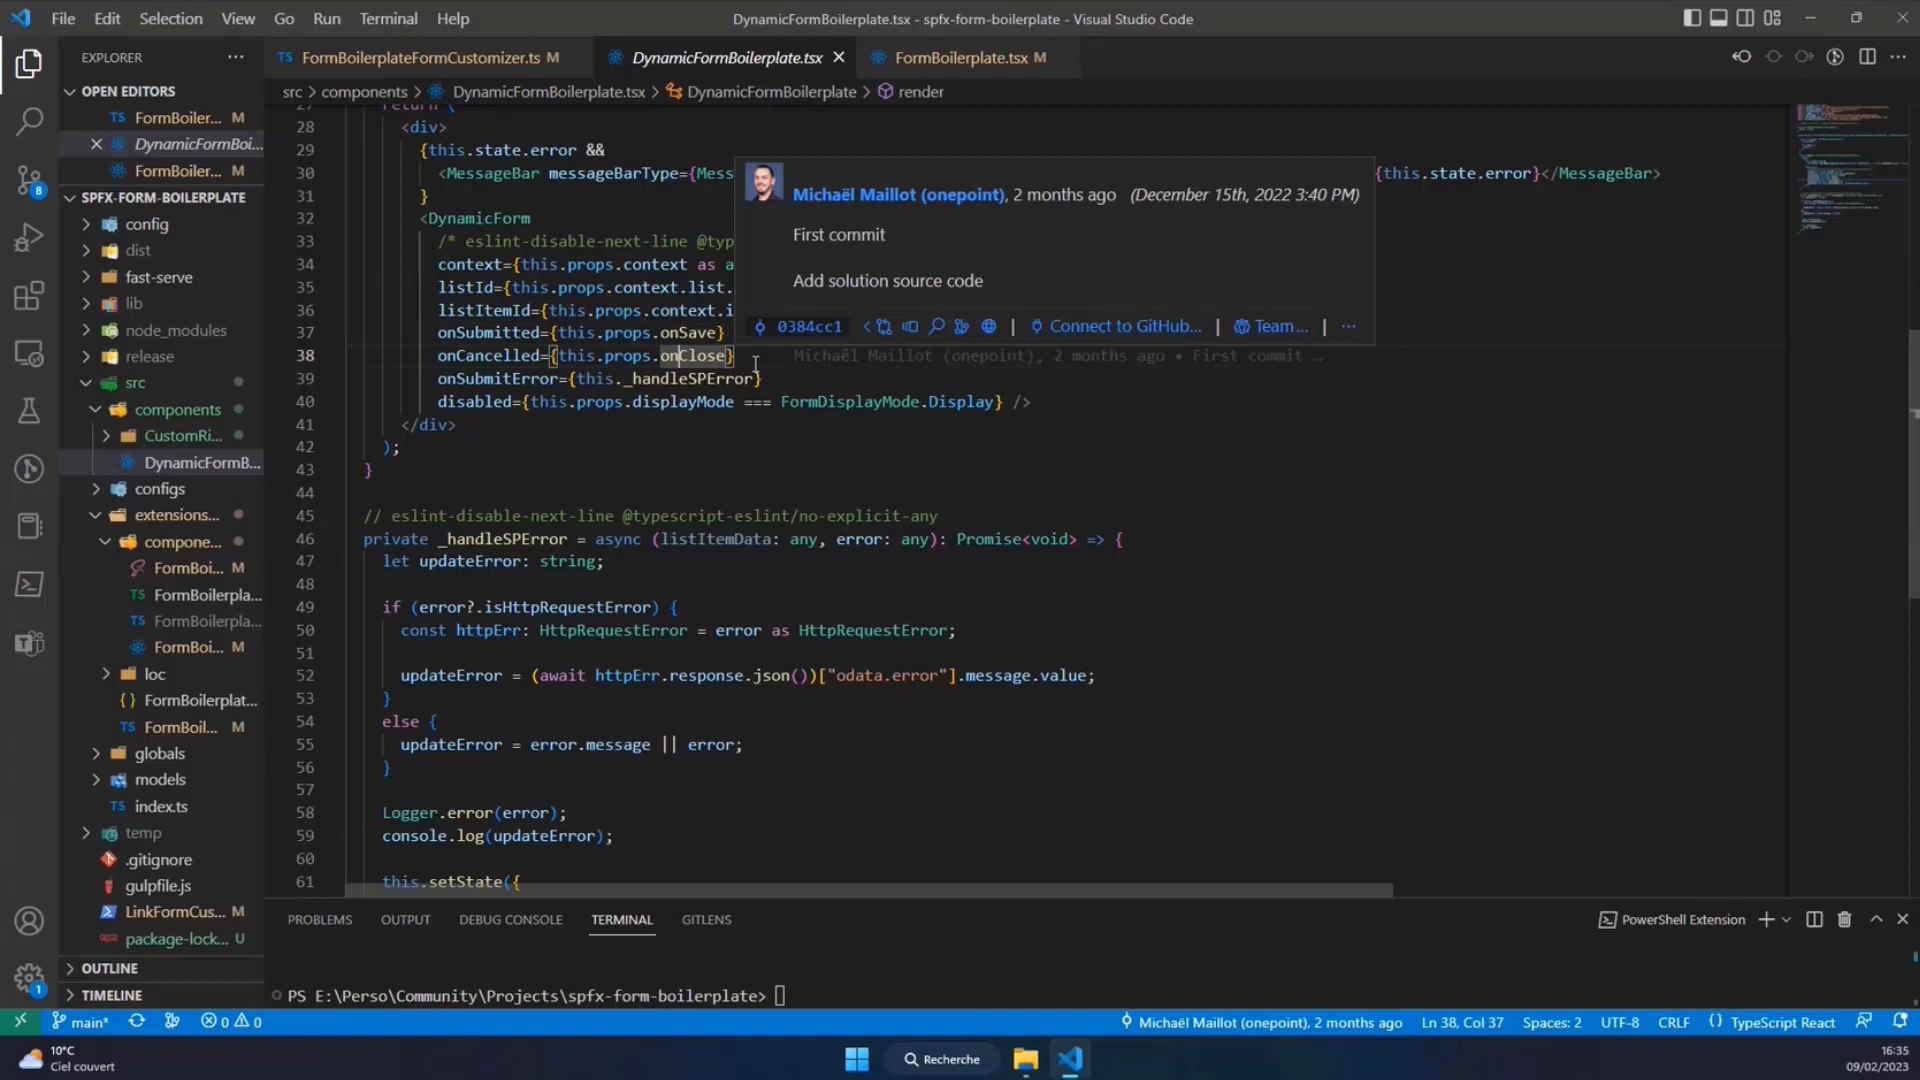 File Edit Selection View Go Run Terminal Help
DynamicFormBoilerplate.tsx - spfx-form-boilerplate - Visual Studio Code
EXPLORER
OPEN EDITORS
TS FormBoiler... M
DynamicFormBoi...
FormBoiler... M
SPFX-FORM-BOILERPLATE
config
dist
fast-serve
lib
node_modules
release
src
components
CustomRi...
DynamicFormB...
configs
extensions...
compone...
FormBoi... M
TS FormBoilerpla...
TS FormBoilerpla...
FormBoi... M
loc
{} FormBoilerplat...
TS FormBoil... M
globals
models
TS index.ts
temp
.gitignore
gulpfile.js
LinkFormCus... M
package-lock... U
OUTLINE
TIMELINE
8
1
TS FormBoilerplateFormCustomizer.ts M
DynamicFormBoilerplate.tsx
FormBoilerplate.tsx M
src > components > DynamicFormBoilerplate.tsx > DynamicFormBoilerplate > render
27 return (
28 <div>
29 {this.state.error &&
30 <MessageBar messageBarType={Mess {this.state.error}</MessageBar>
31 }
32 <DynamicForm
33 /* eslint-disable-next-line @typ
34 context={this.props.context as a
35 listId={this.props.context.list.
36 listItemId={this.props.context.i
37 onSubmitted={this.props.onSave}
38 onCancelled={this.props.onClose} Michaël Maillot (onepoint), 2 months ago • First commit …
39 onSubmitError={this._handleSPError}
40 disabled={this.props.displayMode === FormDisplayMode.Display} />
41 </div>
42 );
43 }
44
45 // eslint-disable-next-line @typescript-eslint/no-explicit-any
46 private _handleSPError = async (listItemData: any, error: any): Promise<void> => {
47 let updateError: string;
48
49 if (error?.isHttpRequestError) {
50 const httpErr: HttpRequestError = error as HttpRequestError;
51
52 updateError = (await httpErr.response.json())["odata.error"].message.value;
53 }
54 else {
55 updateError = error.message || error;
56 }
57
58 Logger.error(error);
59 console.log(updateError);
60
61 this.setState({
Michaël Maillot (onepoint), 2 months ago (December 15th, 2022 3:40 PM)
First commit
Add solution source code
0384cc1 | Connect to GitHub... | Team... | ...
PROBLEMS OUTPUT DEBUG CONSOLE TERMINAL GITLENS
PowerShell Extension
PS E:\Perso\Community\Projects\spfx-form-boilerplate>
main* 0 0
Michaël Maillot (onepoint), 2 months ago Ln 38, Col 37 Spaces: 2 UTF-8 CRLF {} TypeScript React
10°C
Ciel couvert
Recherche
16:35
09/02/2023